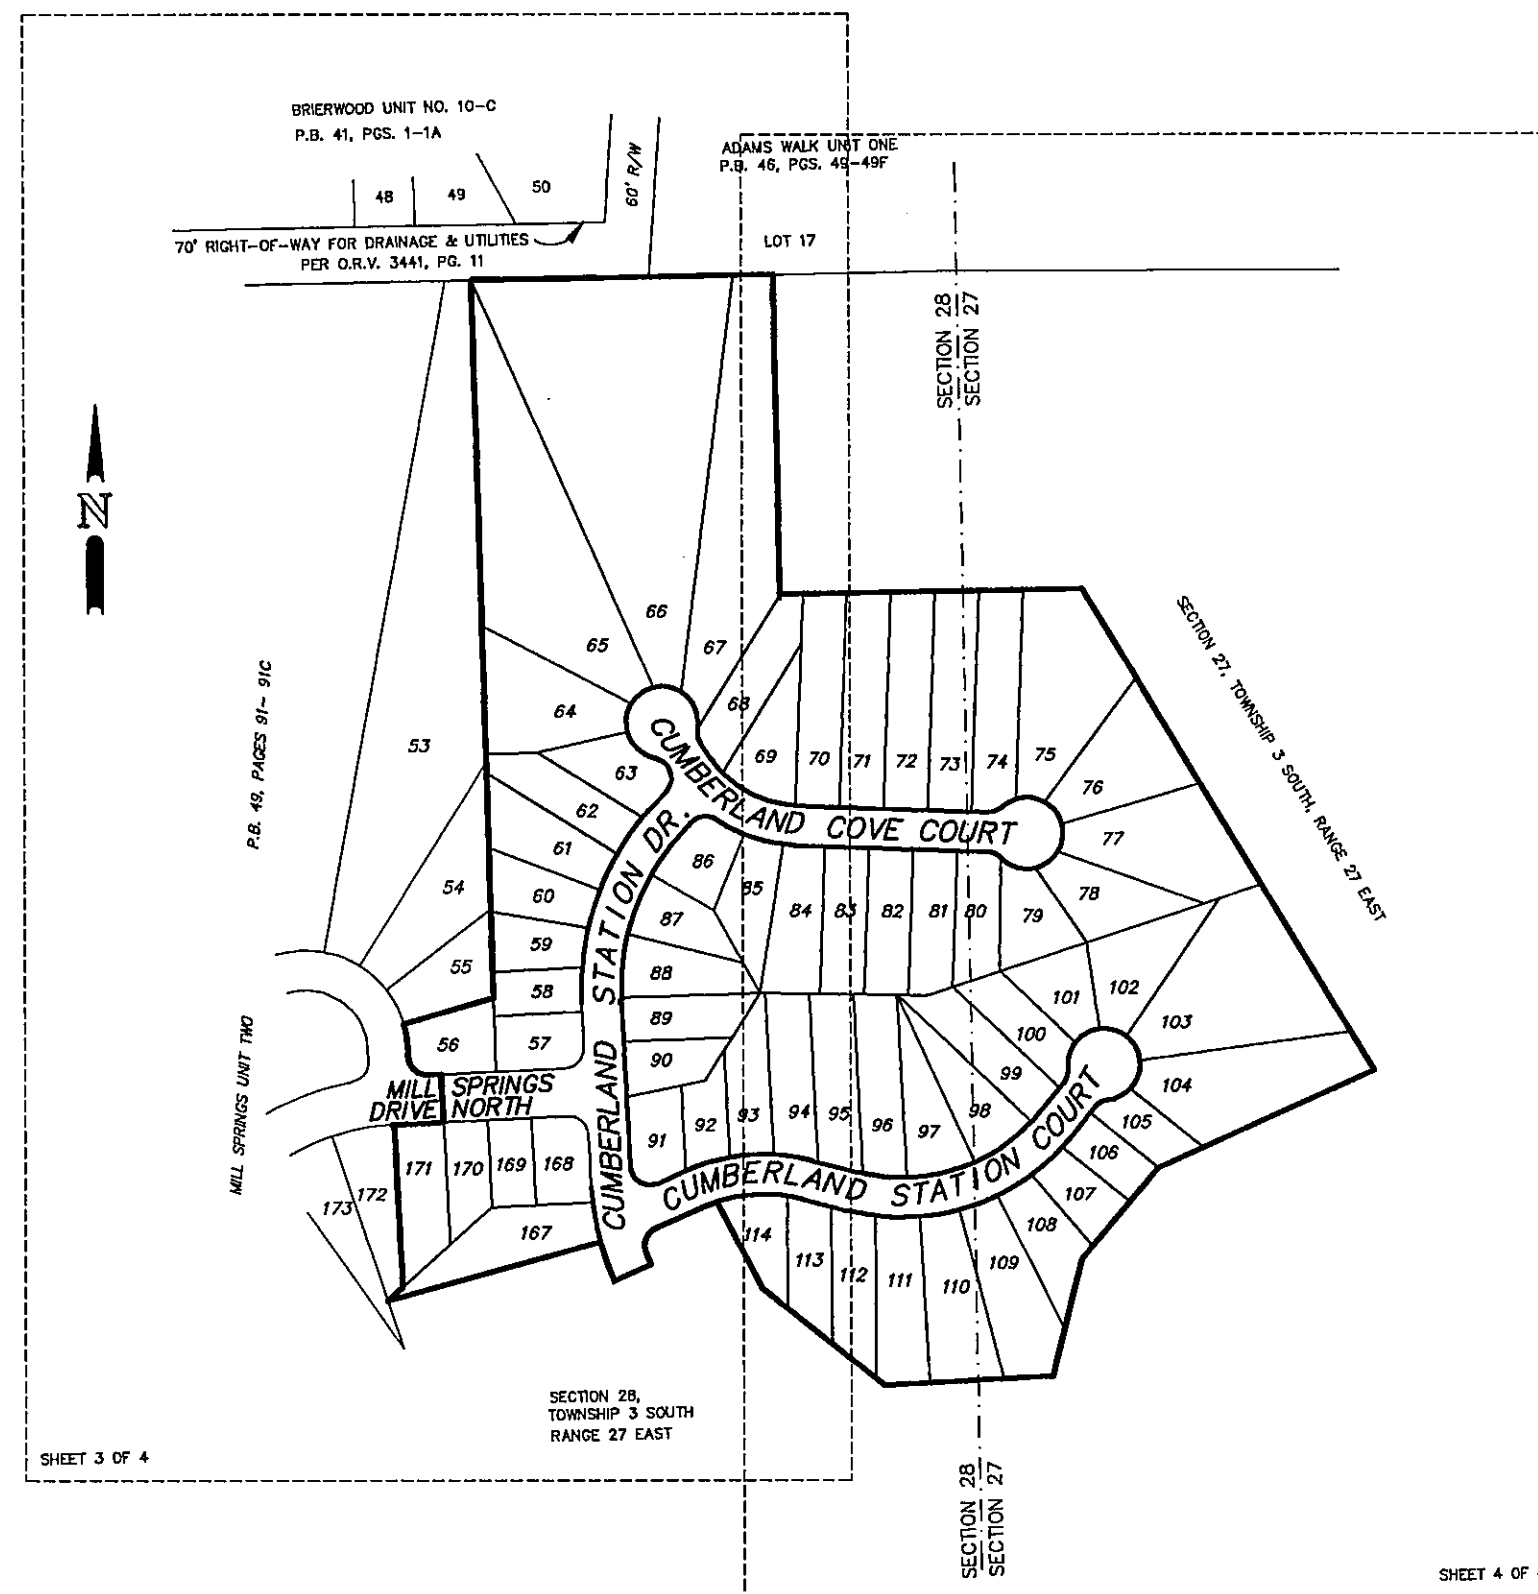 BRIERWOOD UNIT NO. 10-C
P.B. 41, PGS. 1-1A
48
49
50
60' R/W
ADAMS WALK UNIT ONE
P.B. 46, PGS. 49-49F
70' RIGHT-OF-WAY FOR DRAINAGE & UTILITIES
PER O.R.V. 3441, PG. 11
LOT 17
SECTION 28
SECTION 27
N
P.B. 49, PAGES 91- 91C
MILL SPRINGS UNIT TWO
SECTION 27, TOWNSHIP 3 SOUTH, RANGE 27 EAST
53
54
55
56
57
58
59
60
61
62
63
64
65
66
67
68
69
70
71
72
73
74
75
76
77
78
79
80
81
82
83
84
85
86
87
88
89
90
91
92
93
94
95
96
97
98
99
100
101
102
103
104
105
106
107
108
109
110
111
112
113
114
167
168
169
170
171
172
173
CUMBERLAND COVE COURT
CUMBERLAND STATION DR.
MILL SPRINGS
DRIVE NORTH
CUMBERLAND STATION COURT
SECTION 28,
TOWNSHIP 3 SOUTH
RANGE 27 EAST
SHEET 3 OF 4
SECTION 28
SECTION 27
SHEET 4 OF